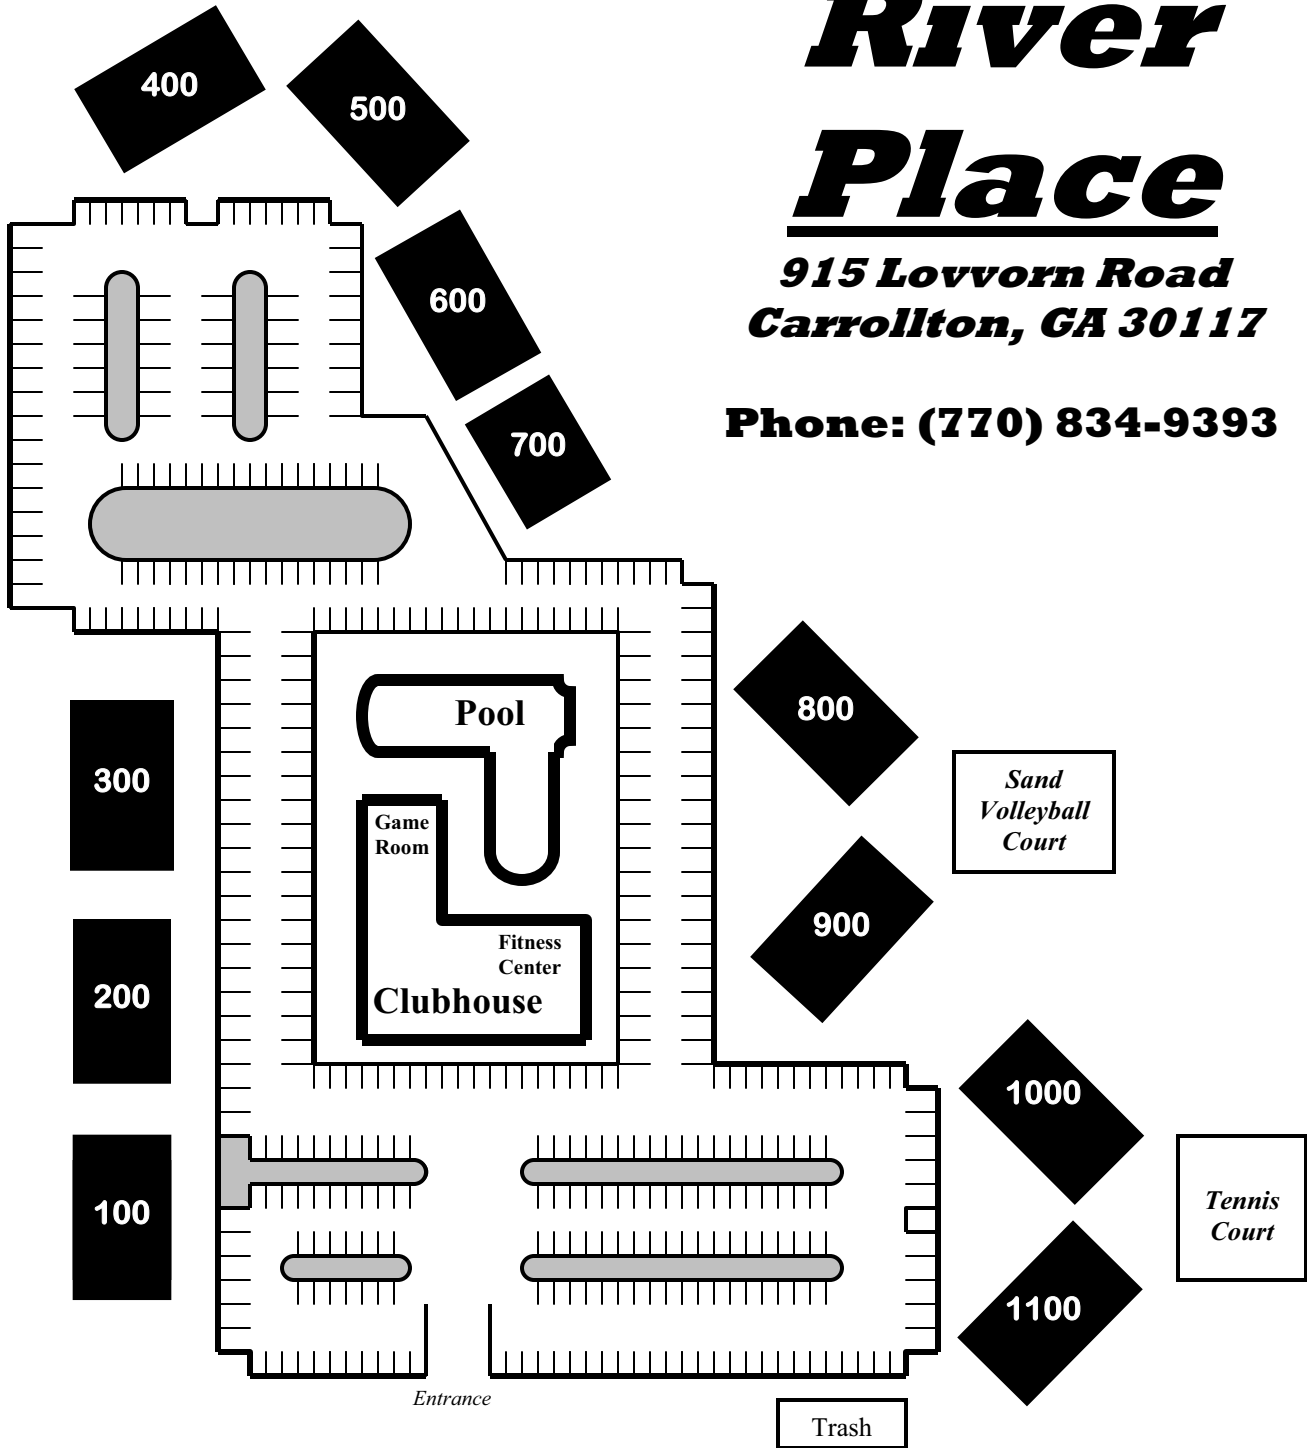 River
Place
915 Lovvorn Road
Carrollton, GA 30117
Phone: (770) 834-9393
400
500
600
700
300
200
100
800
900
1000
1100
Pool
Game
Room
Fitness
Center
Clubhouse
Sand
Volleyball
Court
Tennis
Court
Entrance
Trash